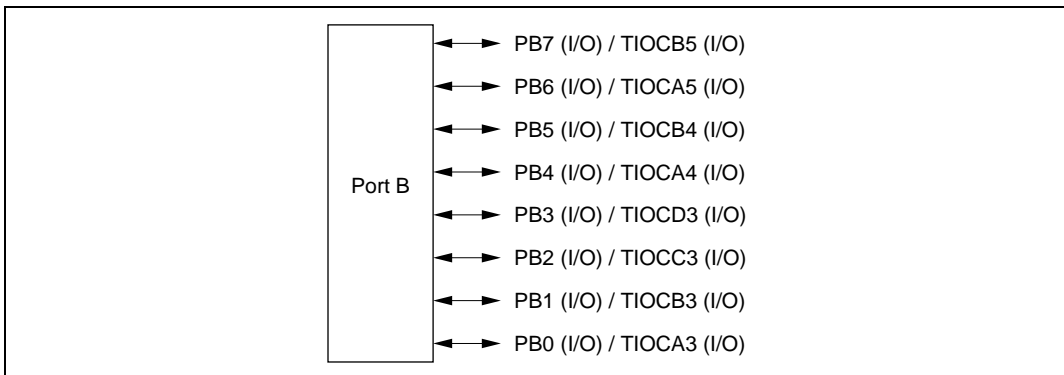 Port B
PB7 (I/O) / TIOCB5 (I/O)
PB6 (I/O) / TIOCA5 (I/O)
PB5 (I/O) / TIOCB4 (I/O)
PB4 (I/O) / TIOCA4 (I/O)
PB3 (I/O) / TIOCD3 (I/O)
PB2 (I/O) / TIOCC3 (I/O)
PB1 (I/O) / TIOCB3 (I/O)
PB0 (I/O) / TIOCA3 (I/O)